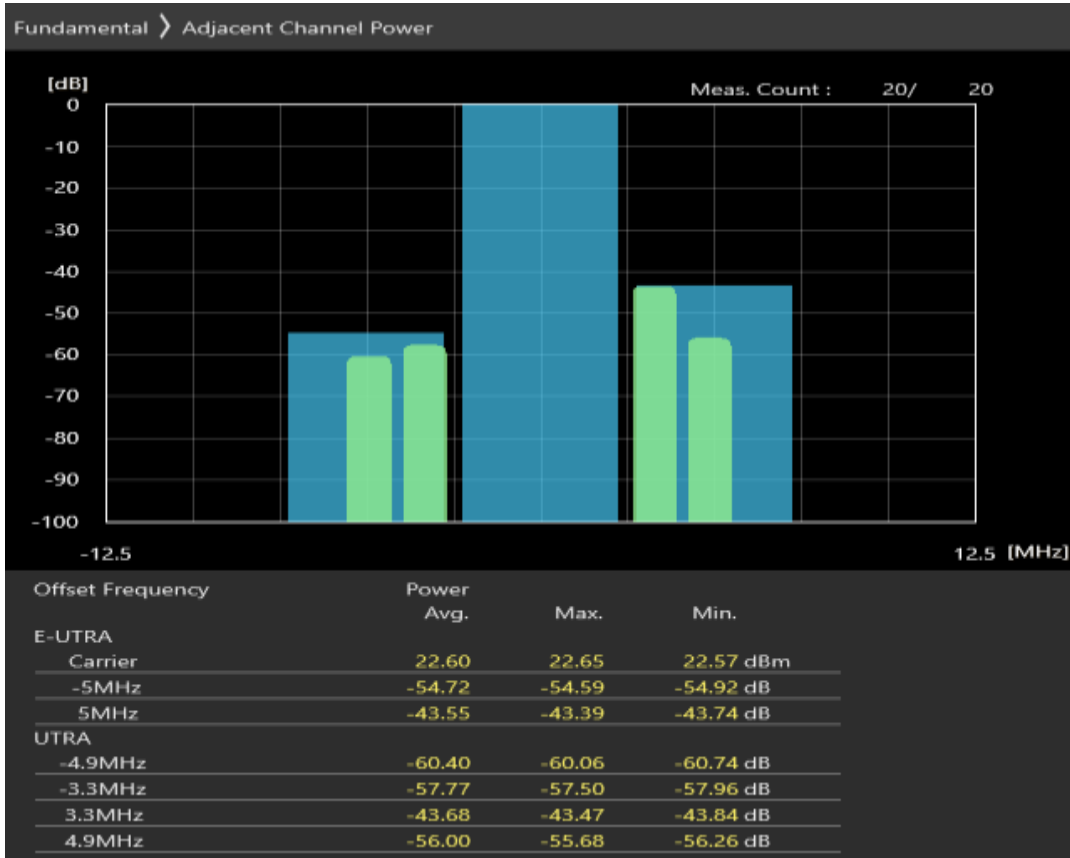 Fundamental 〉 Adjacent Channel Power
[dB]
Meas. Count : 20/ 20
0
-10
-20
-30
-40
-50
-60
-70
-80
-90
-100
-12.5 12.5 [MHz]
Offset Frequency Power
Avg. Max. Min.
E-UTRA
Carrier 22.60 22.65 22.57 dBm
-5MHz -54.72 -54.59 -54.92 dB
5MHz -43.55 -43.39 -43.74 dB
UTRA
-4.9MHz -60.40 -60.06 -60.74 dB
-3.3MHz -57.77 -57.50 -57.96 dB
3.3MHz -43.68 -43.47 -43.84 dB
4.9MHz -56.00 -55.68 -56.26 dB